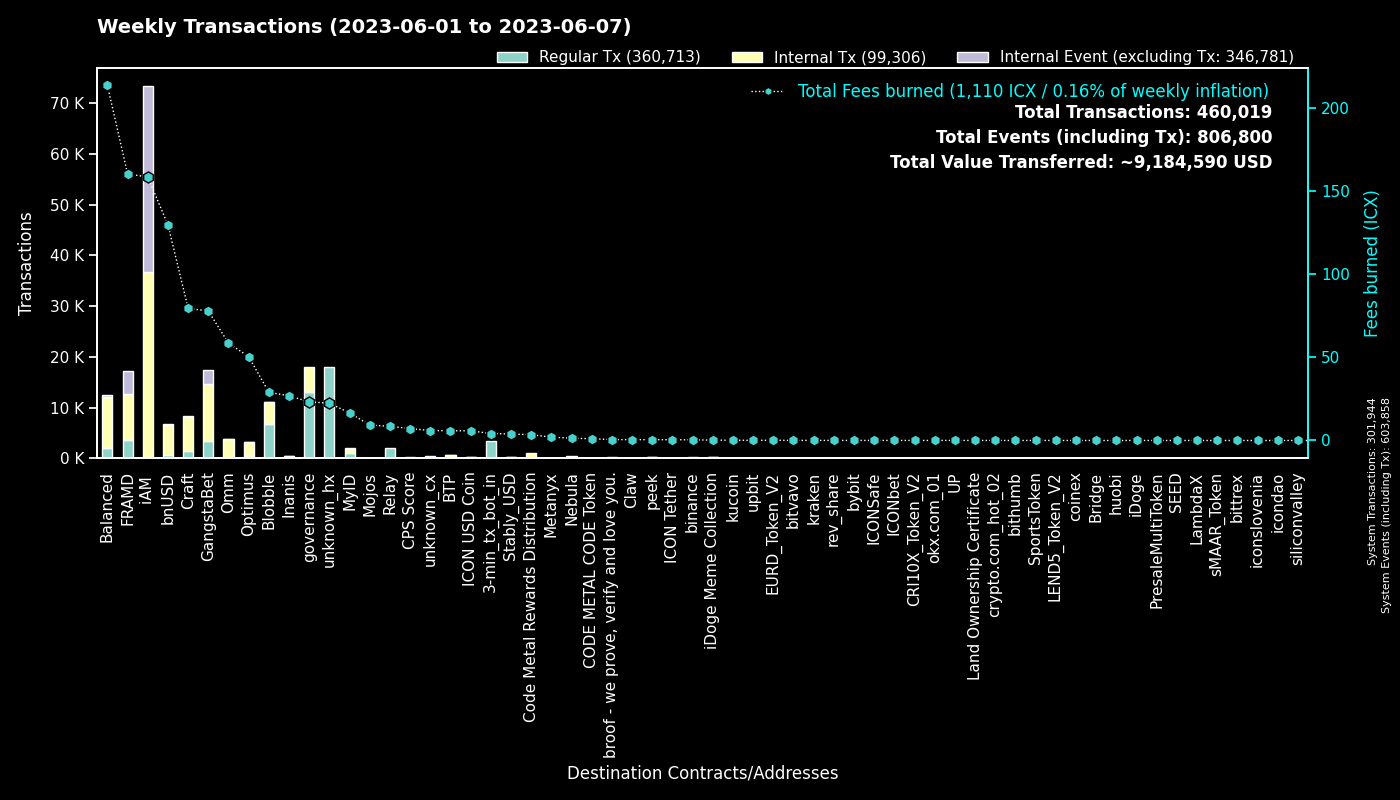 Weekly Transactions (2023-06-01 to 2023-06-07)
Regular Tx (360,713)
Internal Tx (99,306)
Internal Event (excluding Tx: 346,781)
Total Fees burned (1,110 ICX / 0.16% of weekly inflation)
Total Transactions: 460,019
Total Events (including Tx): 806,800
Total Value Transferred: ~9,184,590 USD
Transactions
70 K
60 K
50 K
40 K
30 K
20 K
10 K
0 K
200
150
100
50
0
Fees burned (ICX)
System Transactions: 301,944
System Events (including Tx): 603,858
Balanced
FRAMD
iAM
bnUSD
Craft
GangstaBet
Omm
Optimus
Blobble
Inanis
governance
unknown_hx
MyID
Mojos
Relay
CPS Score
unknown_cx
BTP
ICON USD Coin
3-min_tx_bot_in
Stably_USD
Code Metal Rewards Distribution
Metanyx
Nebula
CODE METAL CODE Token
broof - we prove, verify and love you.
Claw
peek
ICON Tether
binance
iDoge Meme Collection
kucoin
upbit
EURD_Token_V2
bitvavo
kraken
rev_share
bybit
ICONSafe
ICONbet
CRI10X_Token_V2
okx.com_01
UP
Land Ownership Certificate
crypto.com_hot_02
bithumb
SportsToken
LEND5_Token_V2
coinex
Bridge
huobi
iDoge
PresaleMultiToken
SEED
LambdaX
sMAAR_Token
bittrex
iconslovenia
icondao
siliconvalley
Destination Contracts/Addresses